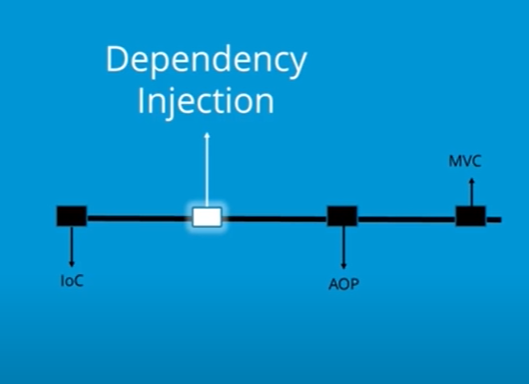 Dependency
Injection
MVC
IoC
AOP